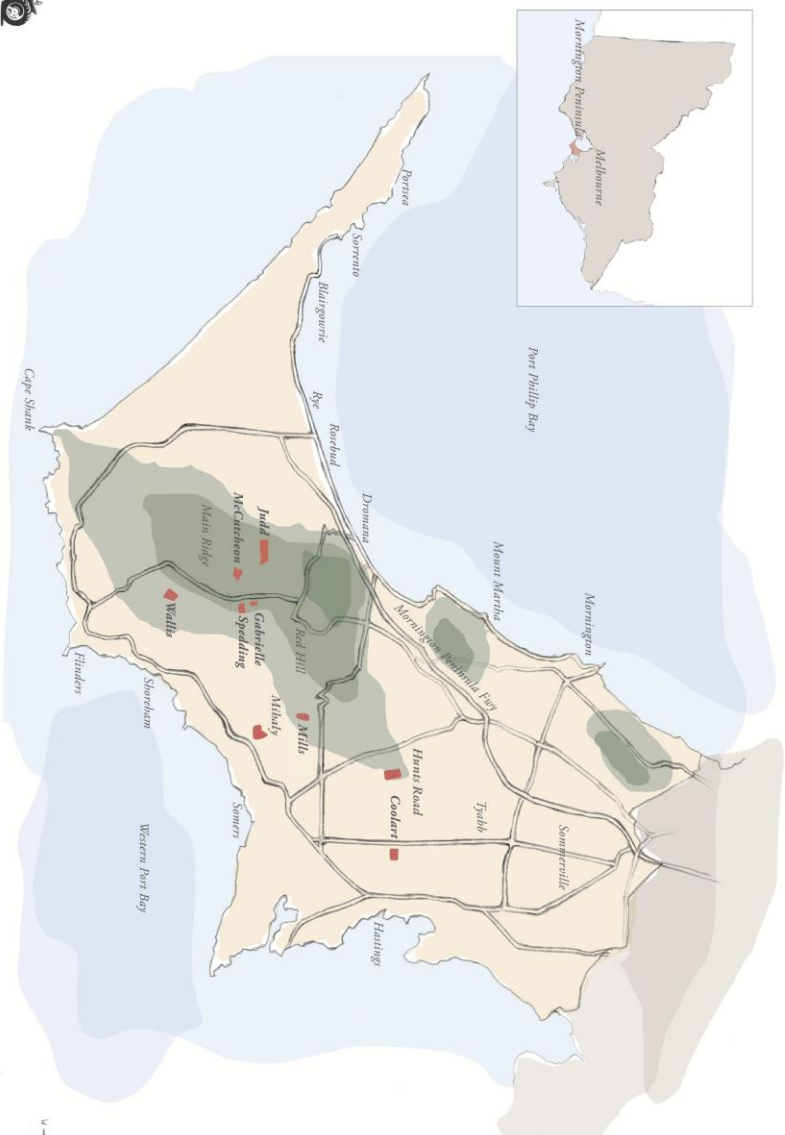 Mornington Peninsula
Melbourne
Port Phillip Bay
Portsea
Sorrento
Blairgowrie
Rye
Rosebud
Dromana
Mount Martha
Mornington
Mornington Peninsula Fwy
Cape Shank
Main Ridge
McCutcheon
Judd
Red Hill
Gabrielle
Spedding
Wallis
Flinders
Shoreham
Mihaly
Mills
Hunts Road
Coolart
Tyabb
Sommerville
Somers
Hastings
Western Port Bay